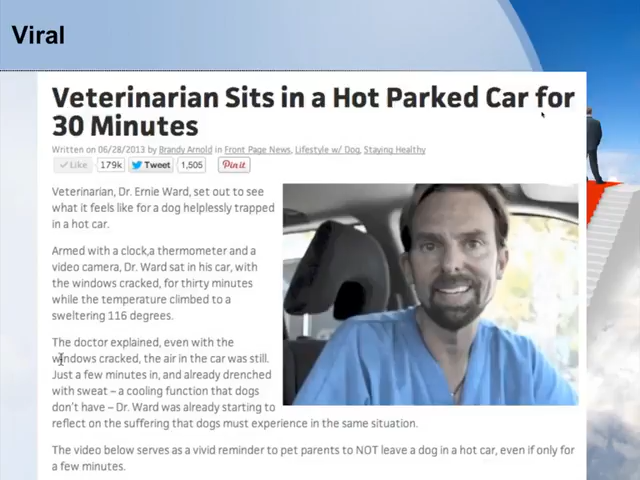 Viral
Veterinarian Sits in a Hot Parked Car for
30 Minutes
Written on 06/28/2013 by Brandy Arnold in Front Page News, Lifestyle w/ Dog, Staying Healthy
Like 179k Tweet 1,505 Pin it
Veterinarian, Dr. Ernie Ward, set out to see
what it feels like for a dog helplessly trapped
in a hot car.
Armed with a clock,a thermometer and a
video camera, Dr. Ward sat in his car, with
the windows cracked, for thirty minutes
while the temperature climbed to a
sweltering 116 degrees.
The doctor explained, even with the
windows cracked, the air in the car was still.
Just a few minutes in, and already drenched
with sweat – a cooling function that dogs
don't have – Dr. Ward was already starting to
reflect on the suffering that dogs must experience in the same situation.
The video below serves as a vivid reminder to pet parents to NOT leave a dog in a hot car, even if only for
a few minutes.